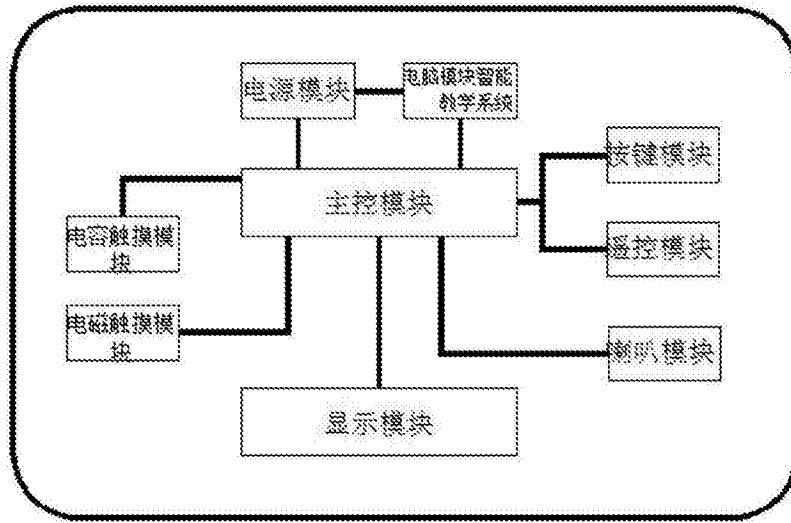 电源模块
电脑模块智能
教学系统
按键模块
主控模块
电容触摸模
块
遥控模块
电磁触摸模
块
喇叭模块
显示模块